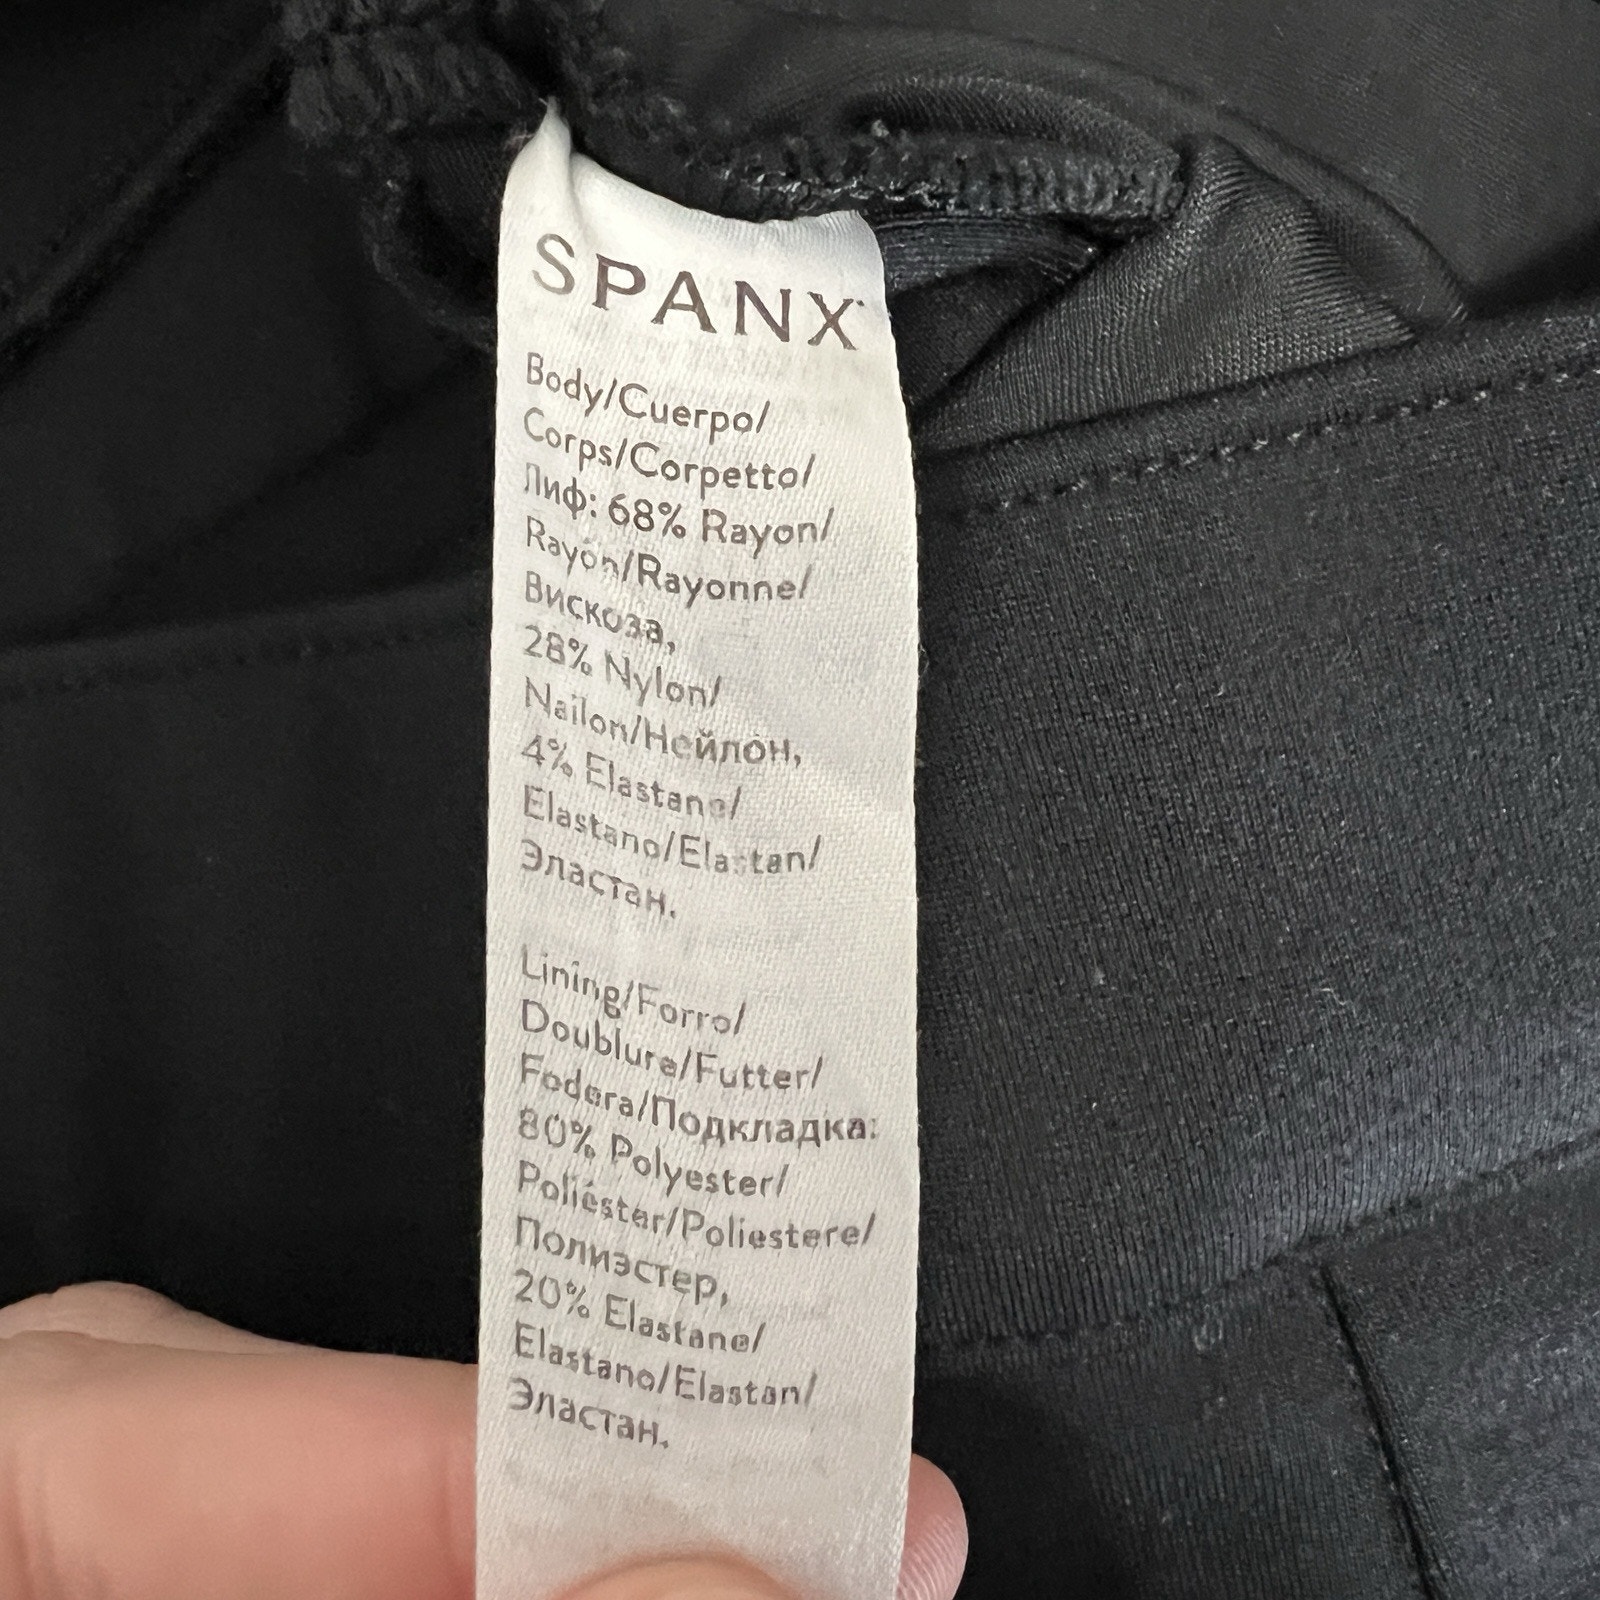 SPANX
Body/Cuerpo/
Corps/Corpetto/
Лиф: 68% Rayon/
Rayón/Rayonne/
Вискоза,
28% Nylon/
Nailon/Нейлон,
4% Elastane/
Elastano/Elastan/
Эластан.
Lining/Forro/
Doublure/Futter/
Fodera/Подкладка:
80% Polyester/
Poliéster/Poliestere/
Полиэстер,
20% Elastane/
Elastano/Elastan/
Эластан.